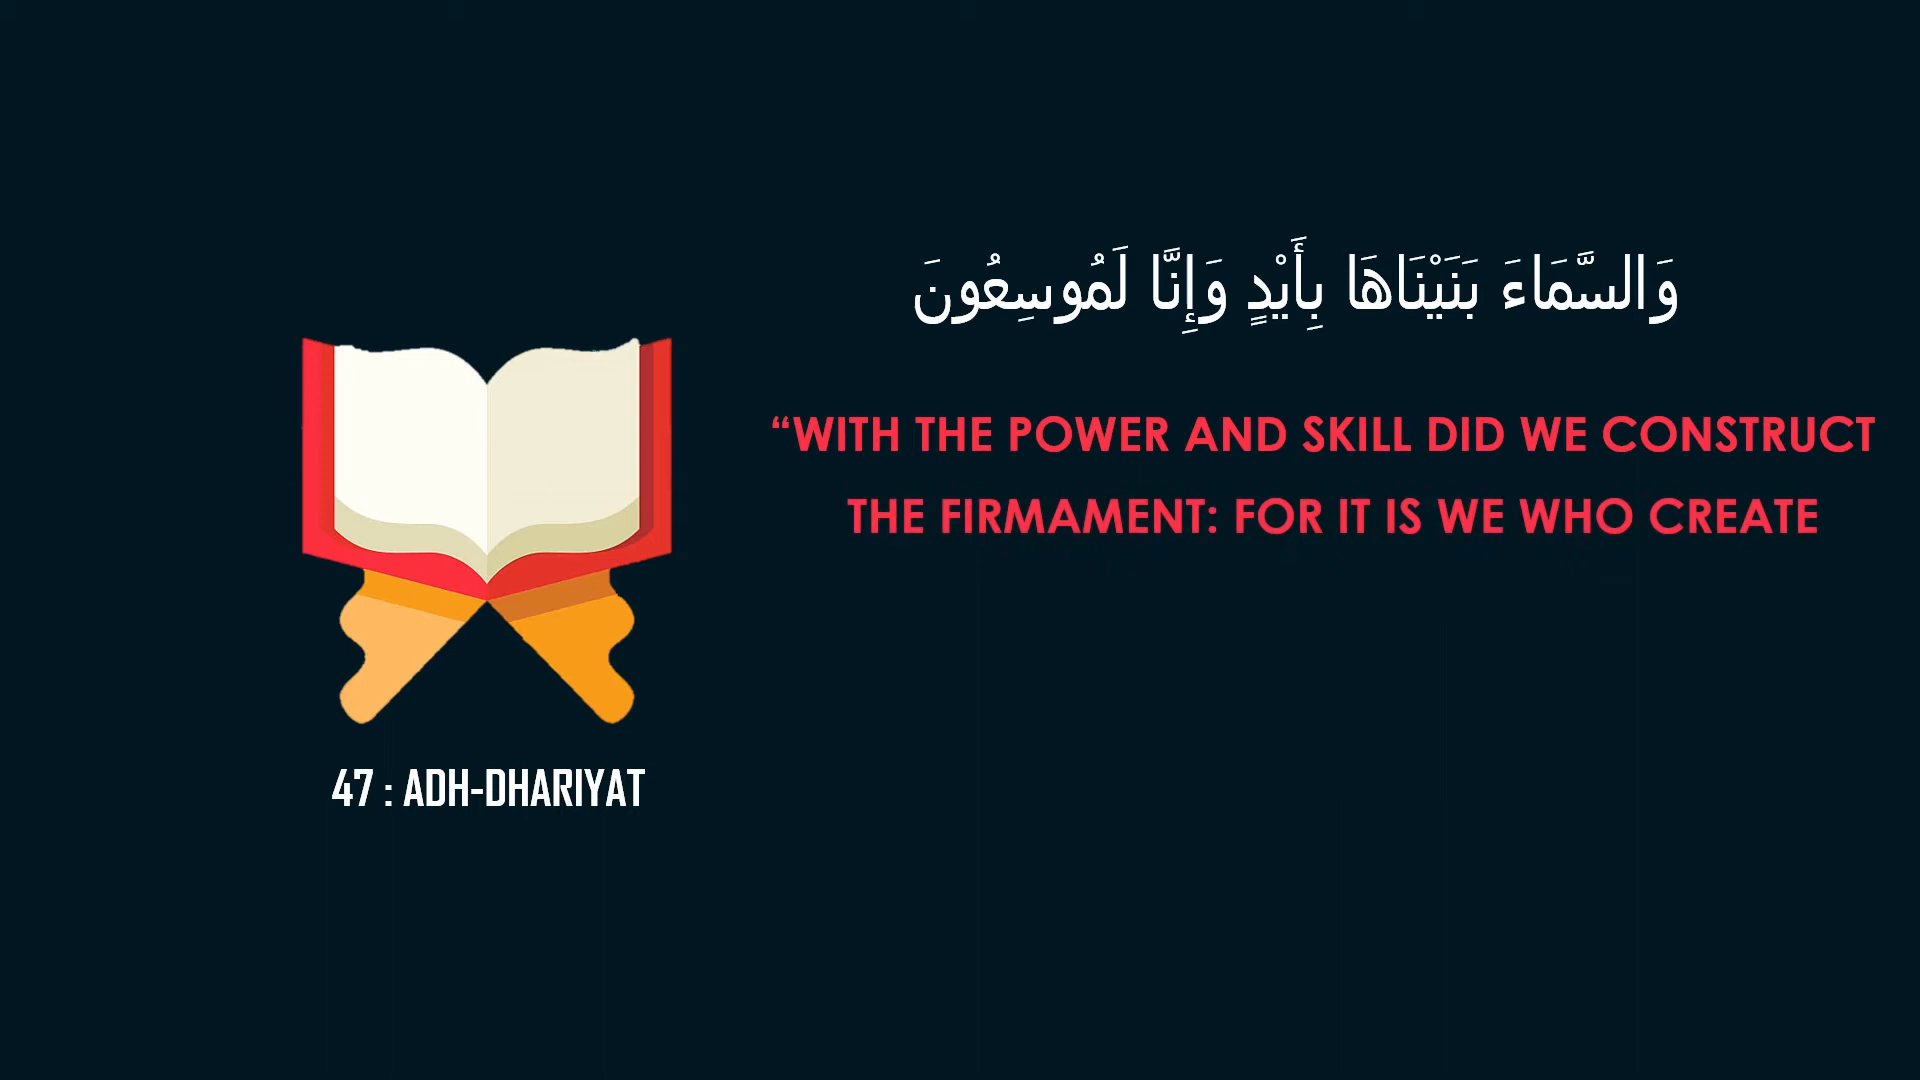 وَالسَّمَاءَ بَنَيْنَاهَا بِأَيْدٍ وَإِنَّا لَمُوسِعُونَ
“WITH THE POWER AND SKILL DID WE CONSTRUCT
THE FIRMAMENT: FOR IT IS WE WHO CREATE
47 : ADH-DHARIYAT